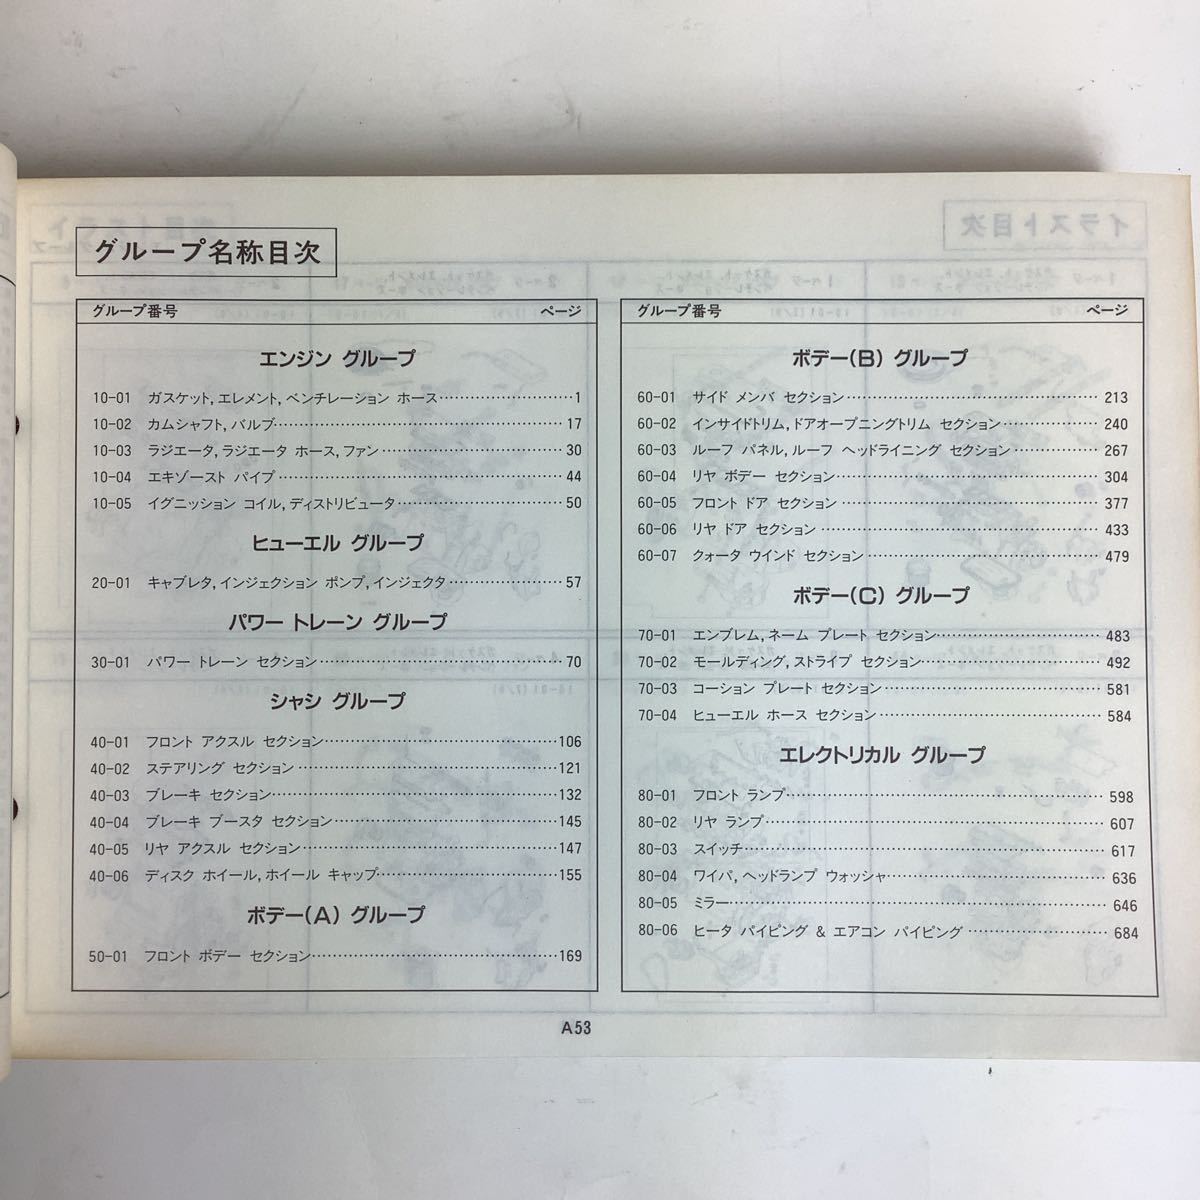 グループ名称目次
グループ番号 ページ
エンジン グループ
10-01 ガスケット, エレメント, ベンチレーション ホース……………………1
10-02 カムシャフト, バルブ……………………17
10-03 ラジエータ, ラジエータ ホース, ファン……………………30
10-04 エキゾースト パイプ……………………44
10-05 イグニッション コイル, ディストリビュータ……………………50
ヒューエル グループ
20-01 キャブレタ, インジェクション ポンプ, インジェクタ……………………57
パワー トレーン グループ
30-01 パワー トレーン セクション……………………70
シャシ グループ
40-01 フロント アクスル セクション……………………106
40-02 ステアリング セクション……………………121
40-03 ブレーキ セクション……………………132
40-04 ブレーキ ブースタ セクション……………………145
40-05 リヤ アクスル セクション……………………147
40-06 ディスク ホイール, ホイール キャップ……………………155
ボデー(A) グループ
50-01 フロント ボデー セクション……………………169
グループ番号 ページ
ボデー(B) グループ
60-01 サイド メンバ セクション……………………213
60-02 インサイドトリム, ドアオープニングトリム セクション……………………240
60-03 ルーフ パネル, ルーフ ヘッドライニング セクション……………………267
60-04 リヤ ボデー セクション……………………304
60-05 フロント ドア セクション……………………377
60-06 リヤ ドア セクション……………………433
60-07 クォータ ウインド セクション……………………479
ボデー(C) グループ
70-01 エンブレム, ネーム プレート セクション……………………483
70-02 モールディング, ストライプ セクション……………………492
70-03 コーション プレート セクション……………………581
70-04 ヒューエル ホース セクション……………………584
エレクトリカル グループ
80-01 フロント ランプ……………………598
80-02 リヤ ランプ……………………607
80-03 スイッチ……………………617
80-04 ワイパ, ヘッドランプ ウォッシャ……………………636
80-05 ミラー……………………646
80-06 ヒータ パイピング & エアコン パイピング……………………684
A53
イラスト目次